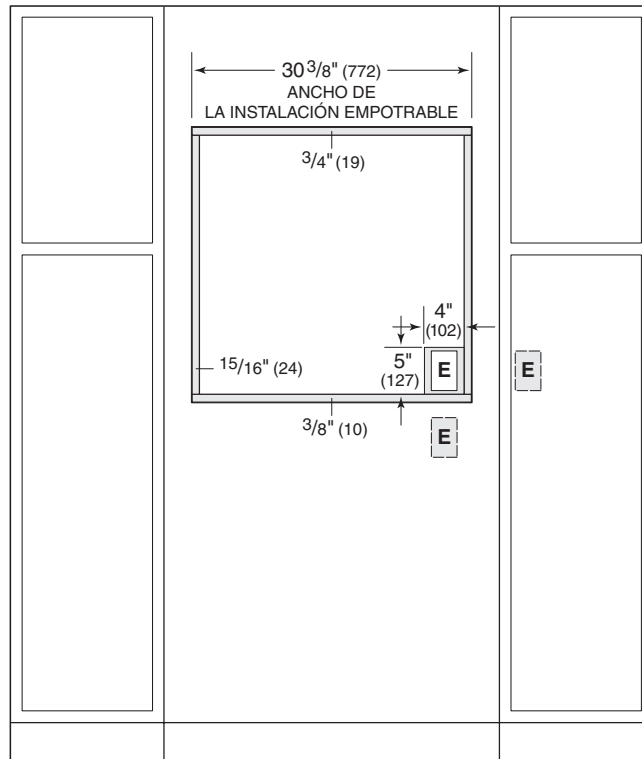 30 3/8" (772)
ANCHO DE
LA INSTALACIÓN EMPOTRABLE
3/4" (19)
4"
(102)
5"
(127)
E
E
15/16" (24)
3/8" (10)
E